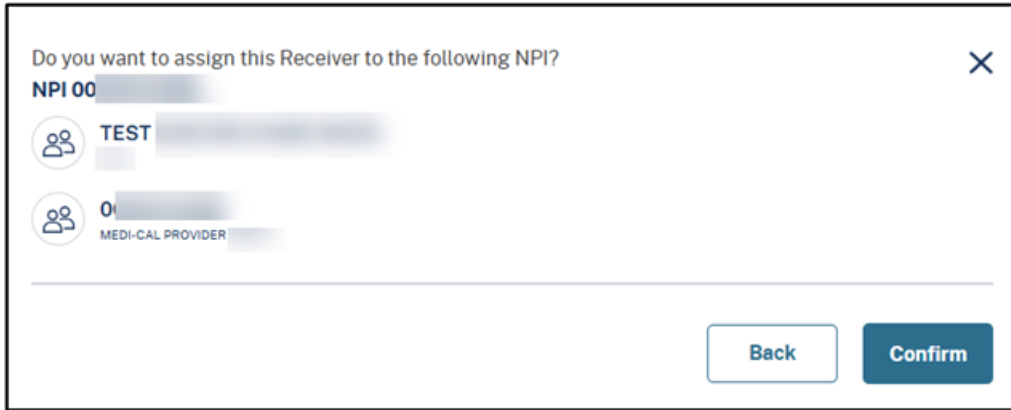 Do you want to assign this Receiver to the following NPI?
NPI 00
TEST
MEDI-CAL PROVIDER
Back
Confirm